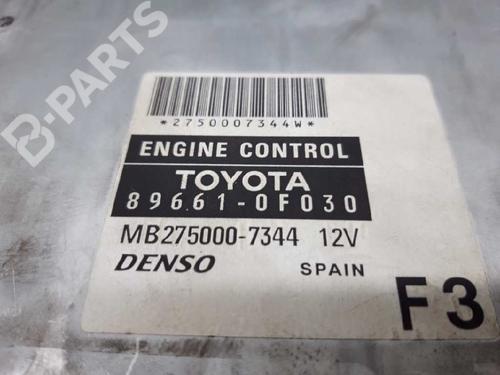 B-PARTS
*2750007344W*
ENGINE CONTROL
TOYOTA
89661-0F030
MB275000-7344 12V
DENSO SPAIN
F3